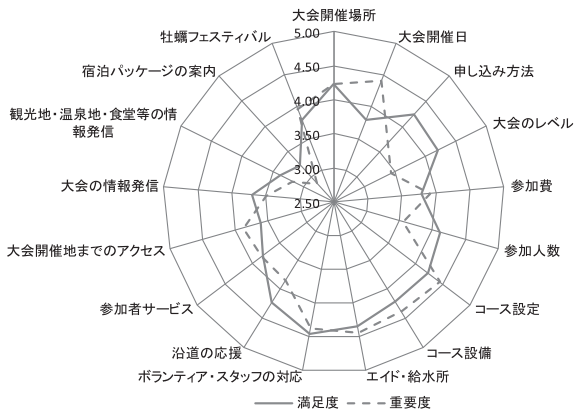 大会開催場所
大会開催日
申し込み方法
大会のレベル
参加費
参加人数
コース設定
コース設備
エイド・給水所
ボランティア・スタッフの対応
沿道の応援
参加者サービス
大会開催地までのアクセス
大会の情報発信
観光地・温泉地・食堂等の情
報発信
宿泊パッケージの案内
牡蠣フェスティバル
5.00
4.50
4.00
3.50
3.00
2.50
満足度
重要度